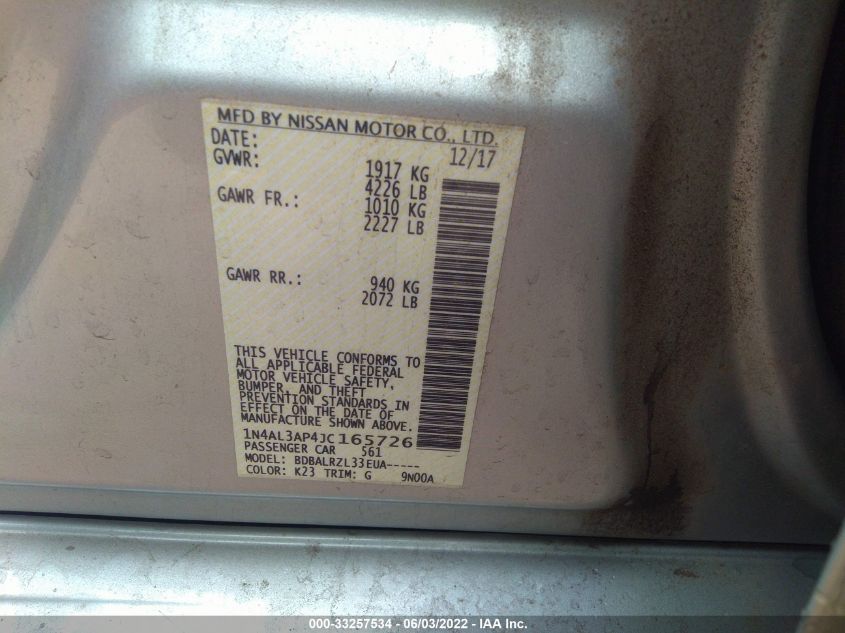 MFD BY NISSAN MOTOR CO., LTD.
DATE: 12/17
GVWR: 1917 KG
4226 LB
GAWR FR.: 1010 KG
2227 LB
GAWR RR.: 940 KG
2072 LB
THIS VEHICLE CONFORMS TO
ALL APPLICABLE FEDERAL
MOTOR VEHICLE SAFETY,
BUMPER, AND THEFT
PREVENTION STANDARDS IN
EFFECT ON THE DATE OF
MANUFACTURE SHOWN ABOVE.
1N4AL3AP4JC165726
PASSENGER CAR 561
MODEL: BDBALRZL33EUA-----
COLOR: K23 TRIM: G 9N00A
000-33257534 - 06/03/2022 - IAA Inc.